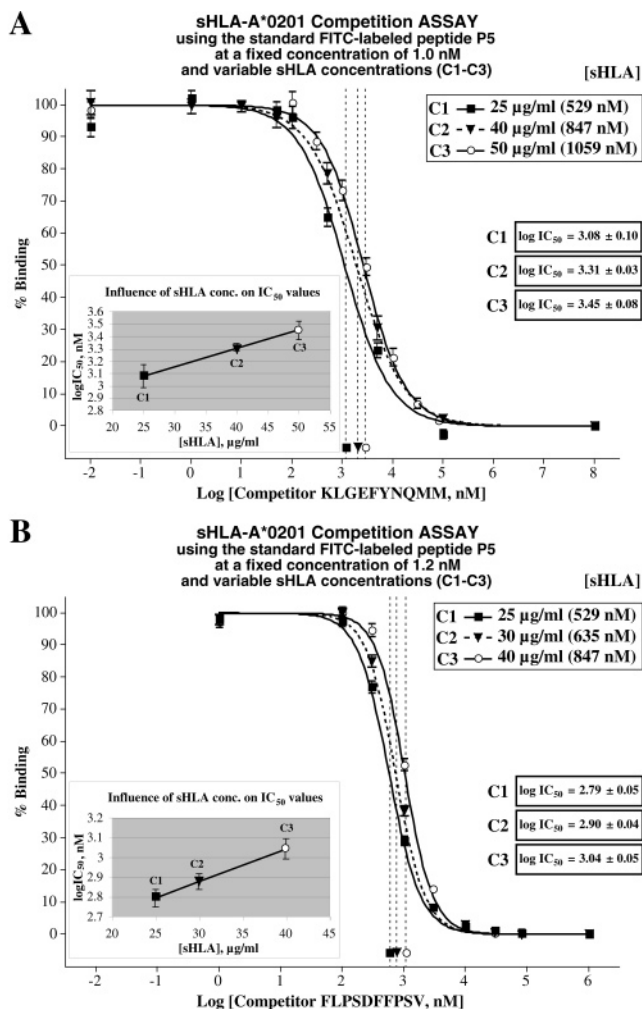 A
sHLA-A*0201 Competition ASSAY
using the standard FITC-labeled peptide P5
at a fixed concentration of 1.0 nM
and variable sHLA concentrations (C1-C3)
[sHLA]
C1 25 µg/ml (529 nM)
C2 40 µg/ml (847 nM)
C3 50 µg/ml (1059 nM)
C1 log IC50 = 3.08 ± 0.10
C2 log IC50 = 3.31 ± 0.03
C3 log IC50 = 3.45 ± 0.08
% Binding
100
90
80
70
60
50
40
30
20
10
0
Influence of sHLA conc. on IC50 values
logIC50, nM
3.6
3.5
3.4
3.3
3.2
3.1
3
2.9
2.8
C1
C2
C3
20 25 30 35 40 45 50 55
[sHLA], µg/ml
-2 -1 0 1 2 3 4 5 6 7 8
Log [Competitor KLGEFYNQMM, nM]
B
sHLA-A*0201 Competition ASSAY
using the standard FITC-labeled peptide P5
at a fixed concentration of 1.2 nM
and variable sHLA concentrations (C1-C3)
[sHLA]
C1 25 µg/ml (529 nM)
C2 30 µg/ml (635 nM)
C3 40 µg/ml (847 nM)
C1 log IC50 = 2.79 ± 0.05
C2 log IC50 = 2.90 ± 0.04
C3 log IC50 = 3.04 ± 0.05
% Binding
100
90
80
70
60
50
40
30
20
10
0
Influence of sHLA conc. on IC50 values
logIC50, nM
3.2
3.1
3
2.9
2.8
2.7
C1
C2
C3
20 25 30 35 40 45
[sHLA], µg/ml
-2 -1 0 1 2 3 4 5 6
Log [Competitor FLPSDFFPSV, nM]